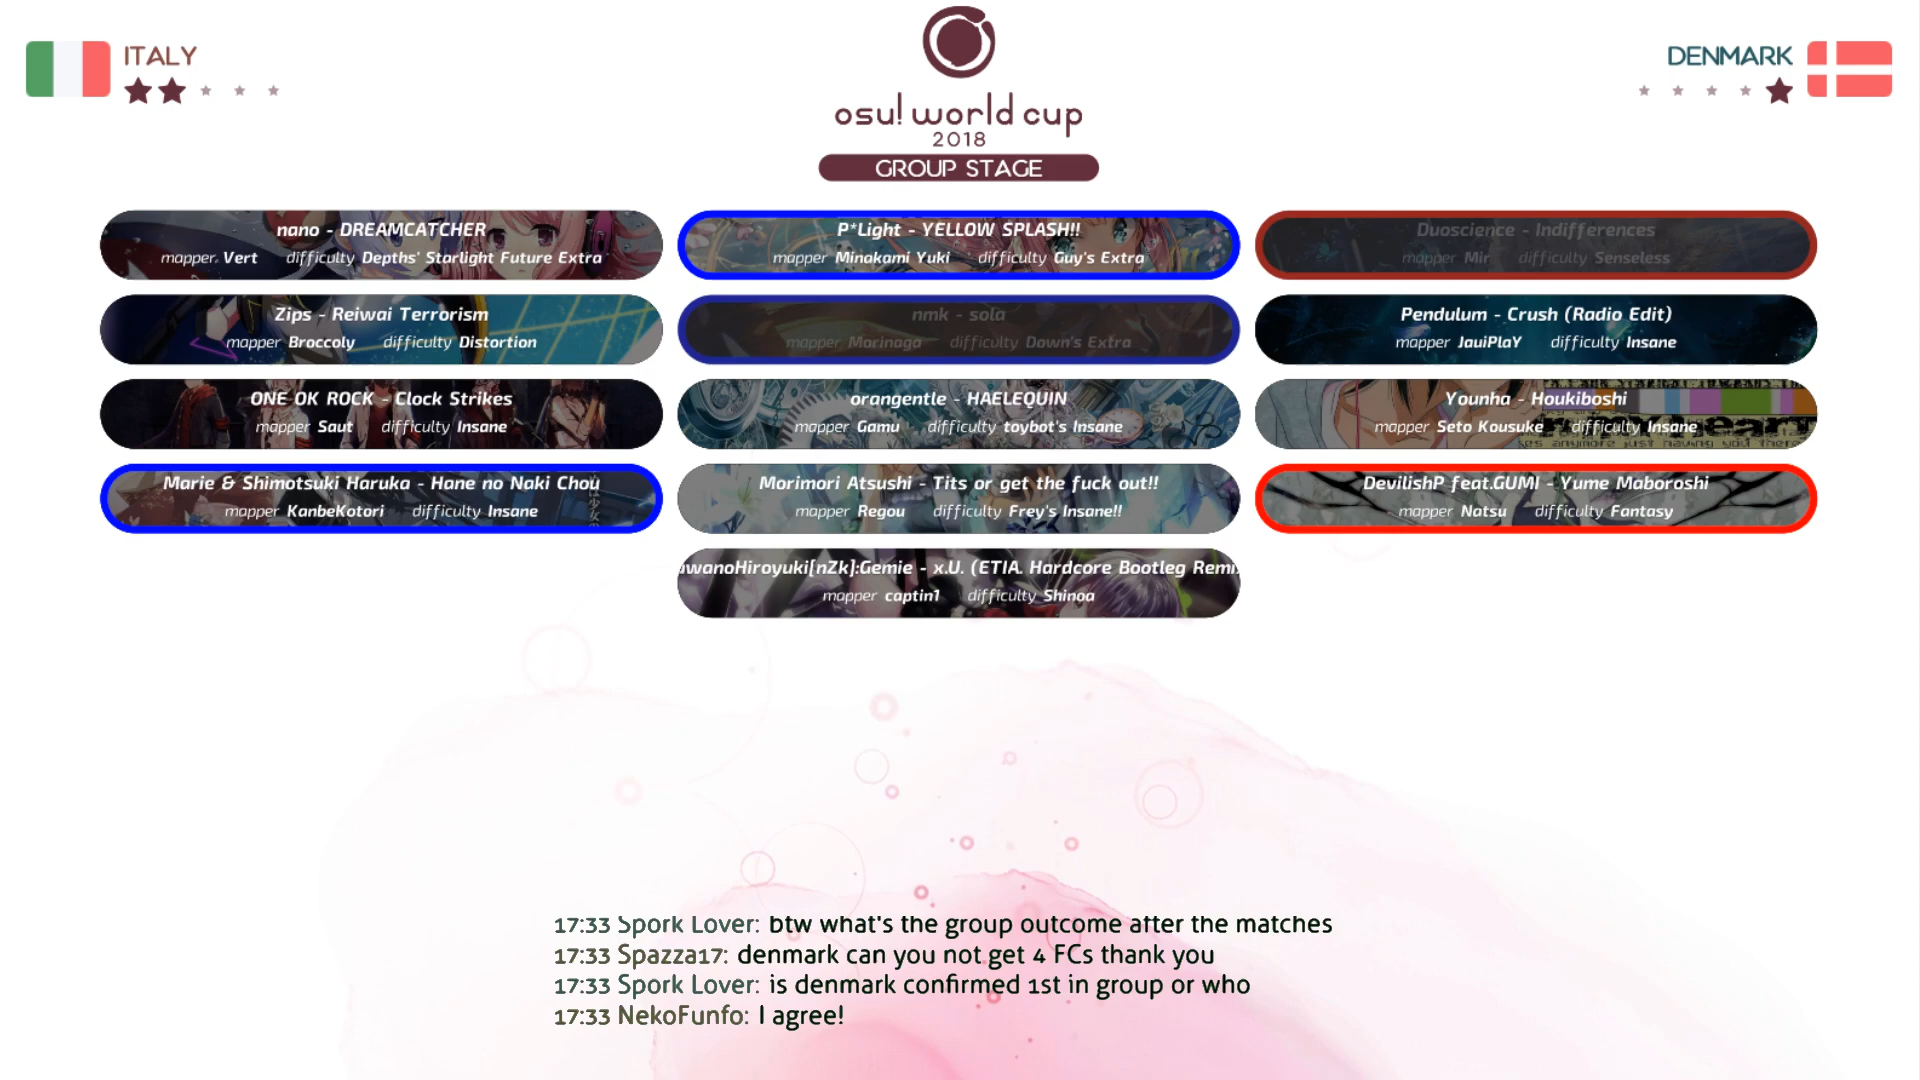 ITALY
DENMARK
osu! world cup
2018
GROUP STAGE
nano - DREAMCATCHER
mapper Vert difficulty Depths' Starlight Future Extra
P*Light - YELLOW SPLASH!!
mapper Minakami Yuki difficulty Guy's Extra
Duoscience - Indifferences
mapper Mir difficulty Senseless
Zips - Reiwai Terrorism
mapper Broccoly difficulty Distortion
nmk - sola
mapper Morinaga difficulty Down's Extra
Pendulum - Crush (Radio Edit)
mapper JauiPlaY difficulty Insane
ONE OK ROCK - Clock Strikes
mapper Saut difficulty Insane
orangentle - HAELEQUIN
mapper Gamu difficulty toybot's Insane
Younha - Houkiboshi
mapper Seto Kousuke difficulty Insane
Marie & Shimotsuki Haruka - Hane no Naki Chou
mapper KanbeKotori difficulty Insane
Morimori Atsushi - Tits or get the fuck out!!
mapper Regou difficulty Frey's Insane!!
DevilishP feat.GUMI - Yume Maboroshi
mapper Natsu difficulty Fantasy
wanoHiroyuki[nZk]:Gemie - x.U. (ETIA. Hardcore Bootleg Remi
mapper captin1 difficulty Shinoa
17:33 Spork Lover: btw what's the group outcome after the matches
17:33 Spazza17: denmark can you not get 4 FCs thank you
17:33 Spork Lover: is denmark confirmed 1st in group or who
17:33 NekoFunfo: I agree!